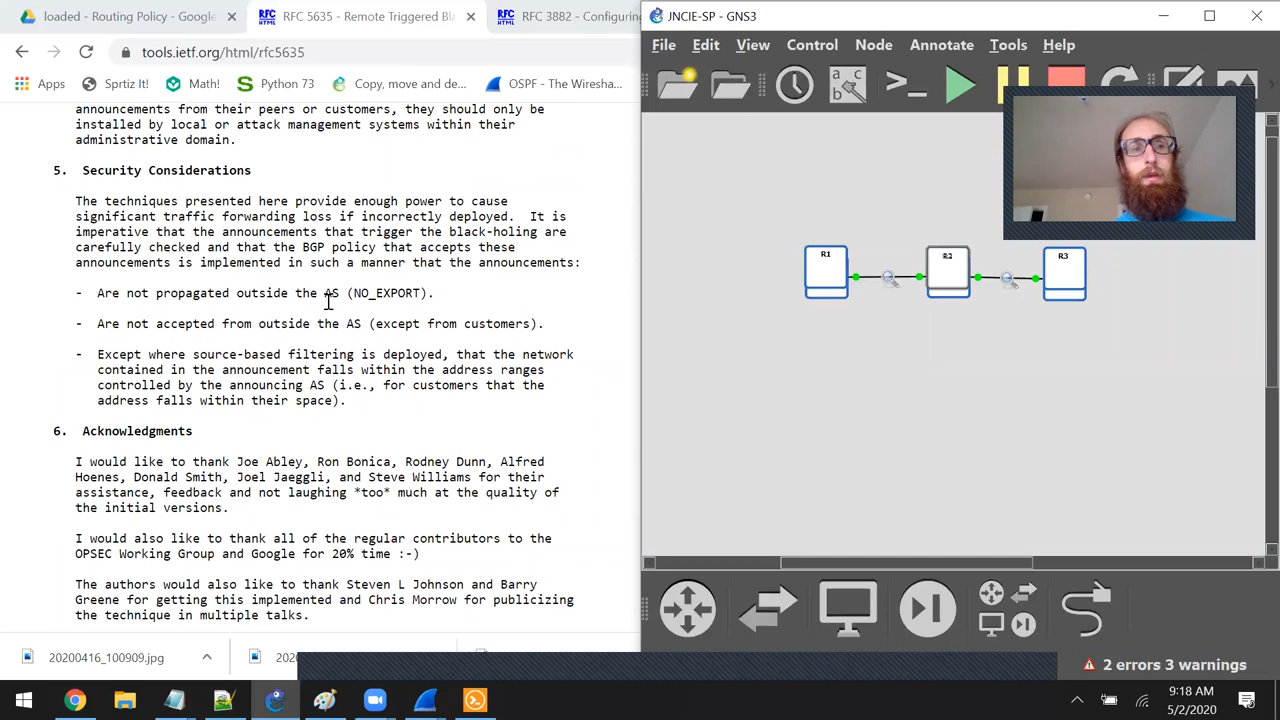 loaded - Routing Policy - Google
RFC 5635 - Remote Triggered Bla
RFC 3882 - Configurin
JNCIE-SP - GNS3
tools.ietf.org/html/rfc5635
File Edit View Control Node Annotate Tools Help
Apps Sprtiz It! Math! Python 73 Copy, move and de... OSPF - The Wiresha...
announcements from their peers or customers, they should only be
installed by local or attack management systems within their
administrative domain.
5. Security Considerations
The techniques presented here provide enough power to cause
significant traffic forwarding loss if incorrectly deployed. It is
imperative that the announcements that trigger the black-holing are
carefully checked and that the BGP policy that accepts these
announcements is implemented in such a manner that the announcements:
- Are not propagated outside the AS (NO_EXPORT).
- Are not accepted from outside the AS (except from customers).
- Except where source-based filtering is deployed, that the network
contained in the announcement falls within the address ranges
controlled by the announcing AS (i.e., for customers that the
address falls within their space).
6. Acknowledgments
I would like to thank Joe Abley, Ron Bonica, Rodney Dunn, Alfred
Hoenes, Donald Smith, Joel Jaeggli, and Steve Williams for their
assistance, feedback and not laughing *too* much at the quality of
the initial versions.
I would also like to thank all of the regular contributors to the
OPSEC Working Group and Google for 20% time :-)
The authors would also like to thank Steven L Johnson and Barry
Greene for getting this implemented and Chris Morrow for publicizing
the technique in multiple talks.
abc
R1 R2 R3
20200416_100909.jpg
202
2 errors 3 warnings
9:18 AM
5/2/2020